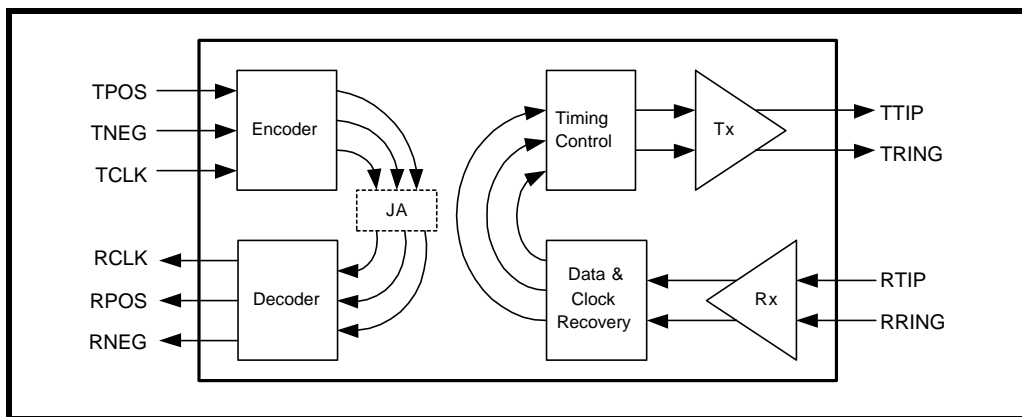 TPOS
TNEG
TCLK
Encoder
JA
RCLK
RPOS
RNEG
Decoder
Timing
Control
Tx
TTIP
TRING
Data &
Clock
Recovery
Rx
RTIP
RRING